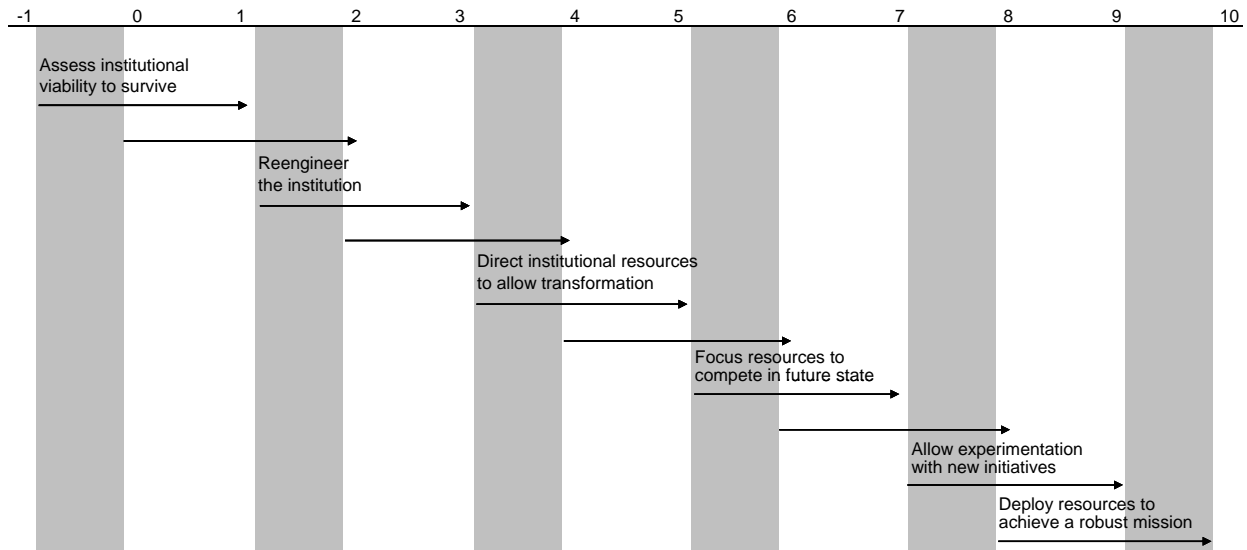 -1 0 1 2 3 4 5 6 7 8 9 10
Assess institutional
viability to survive
Reengineer
the institution
Direct institutional resources
to allow transformation
Focus resources to
compete in future state
Allow experimentation
with new initiatives
Deploy resources to
achieve a robust mission